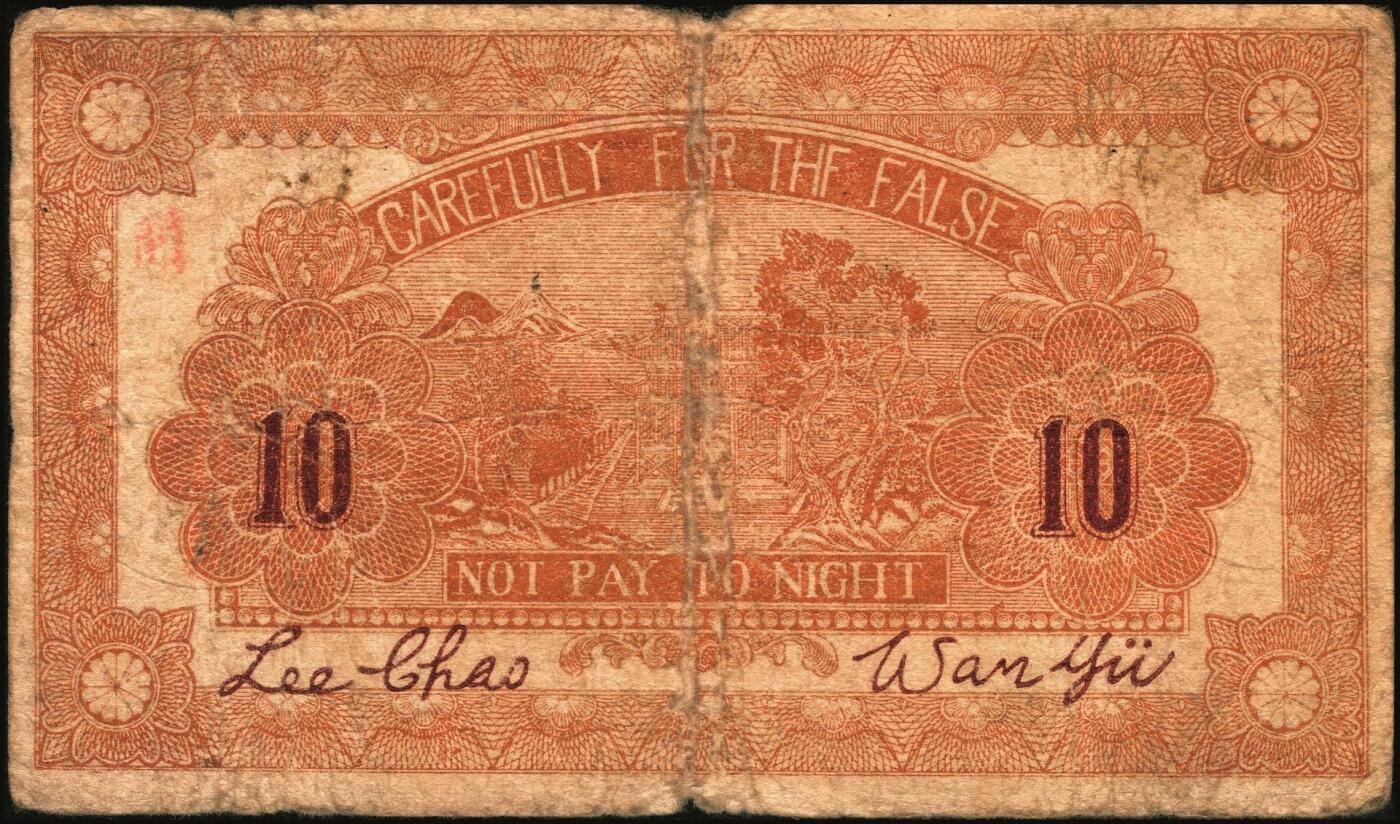 CAREFULLY FOR THE FALSE
10 10
NOT PAY TO NIGHT
Lee-Chao Wan Yü